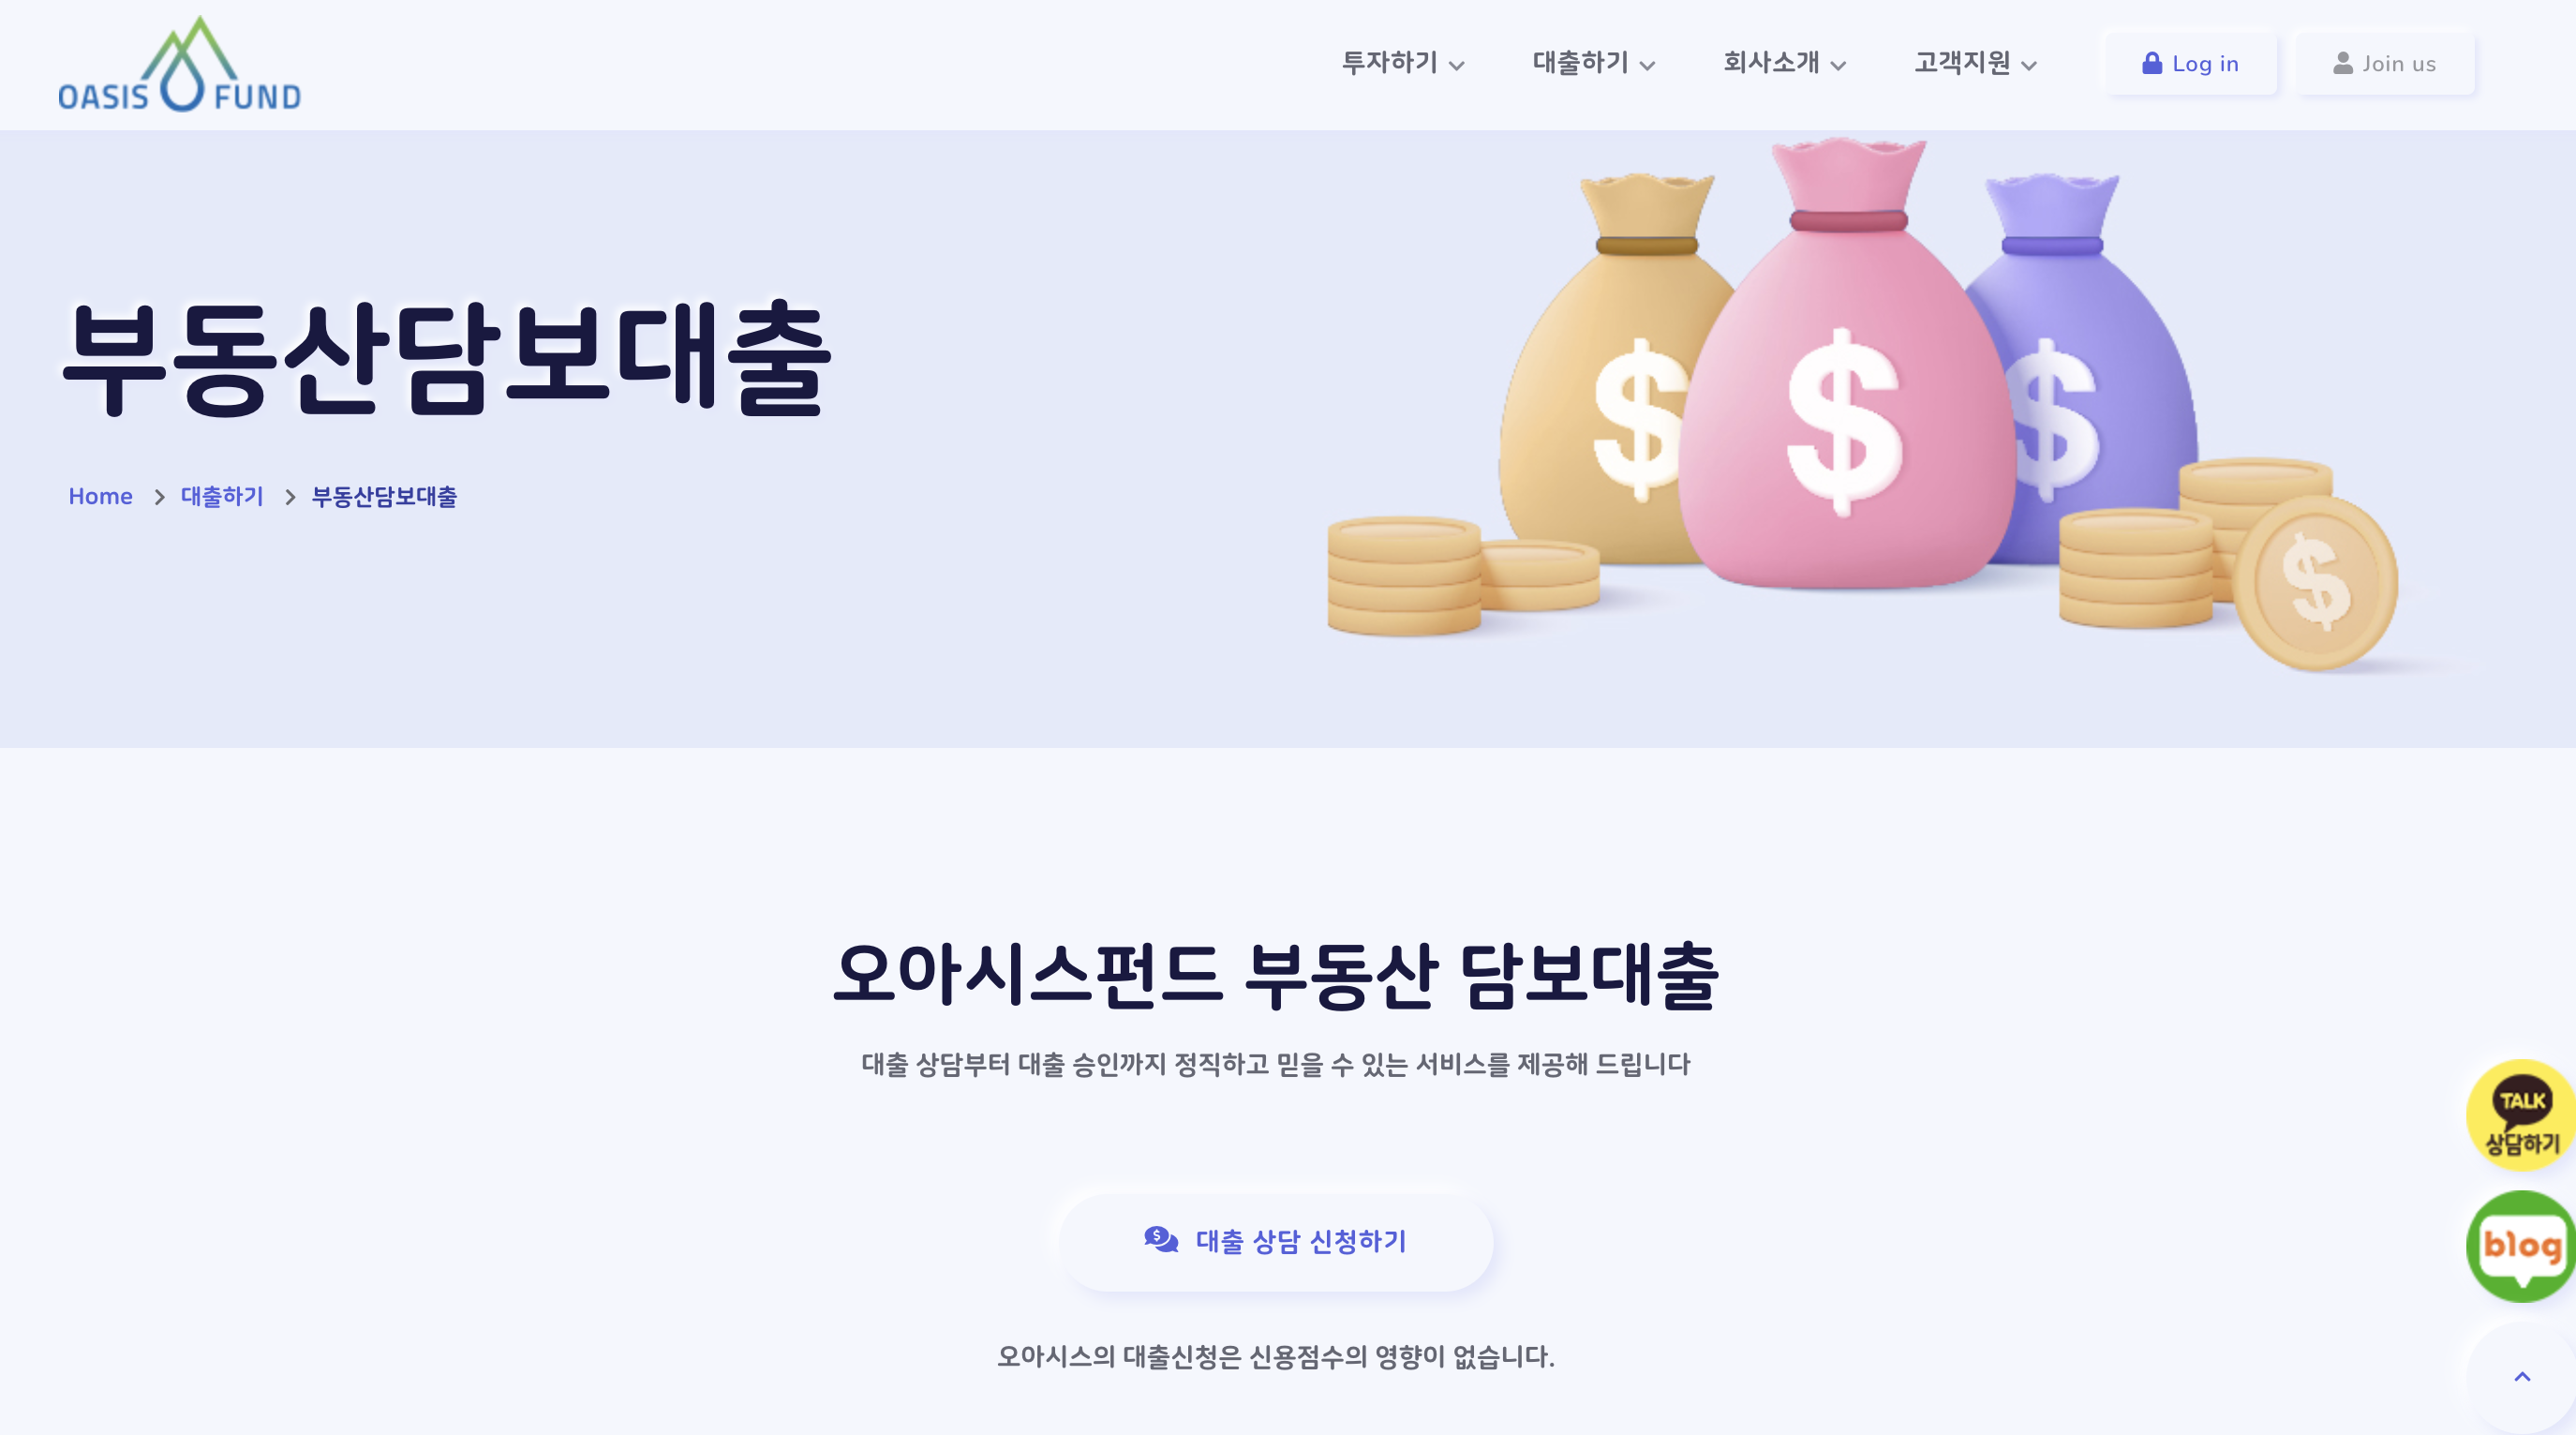 OASIS FUND
투자하기
대출하기
회사소개
고객지원
Log in
Join us
부동산담보대출
Home > 대출하기 > 부동산담보대출
$ $ $
$
오아시스펀드 부동산 담보대출
대출 상담부터 대출 승인까지 정직하고 믿을 수 있는 서비스를 제공해 드립니다
TALK
상담하기
blog
$ 대출 상담 신청하기
오아시스의 대출신청은 신용점수의 영향이 없습니다.